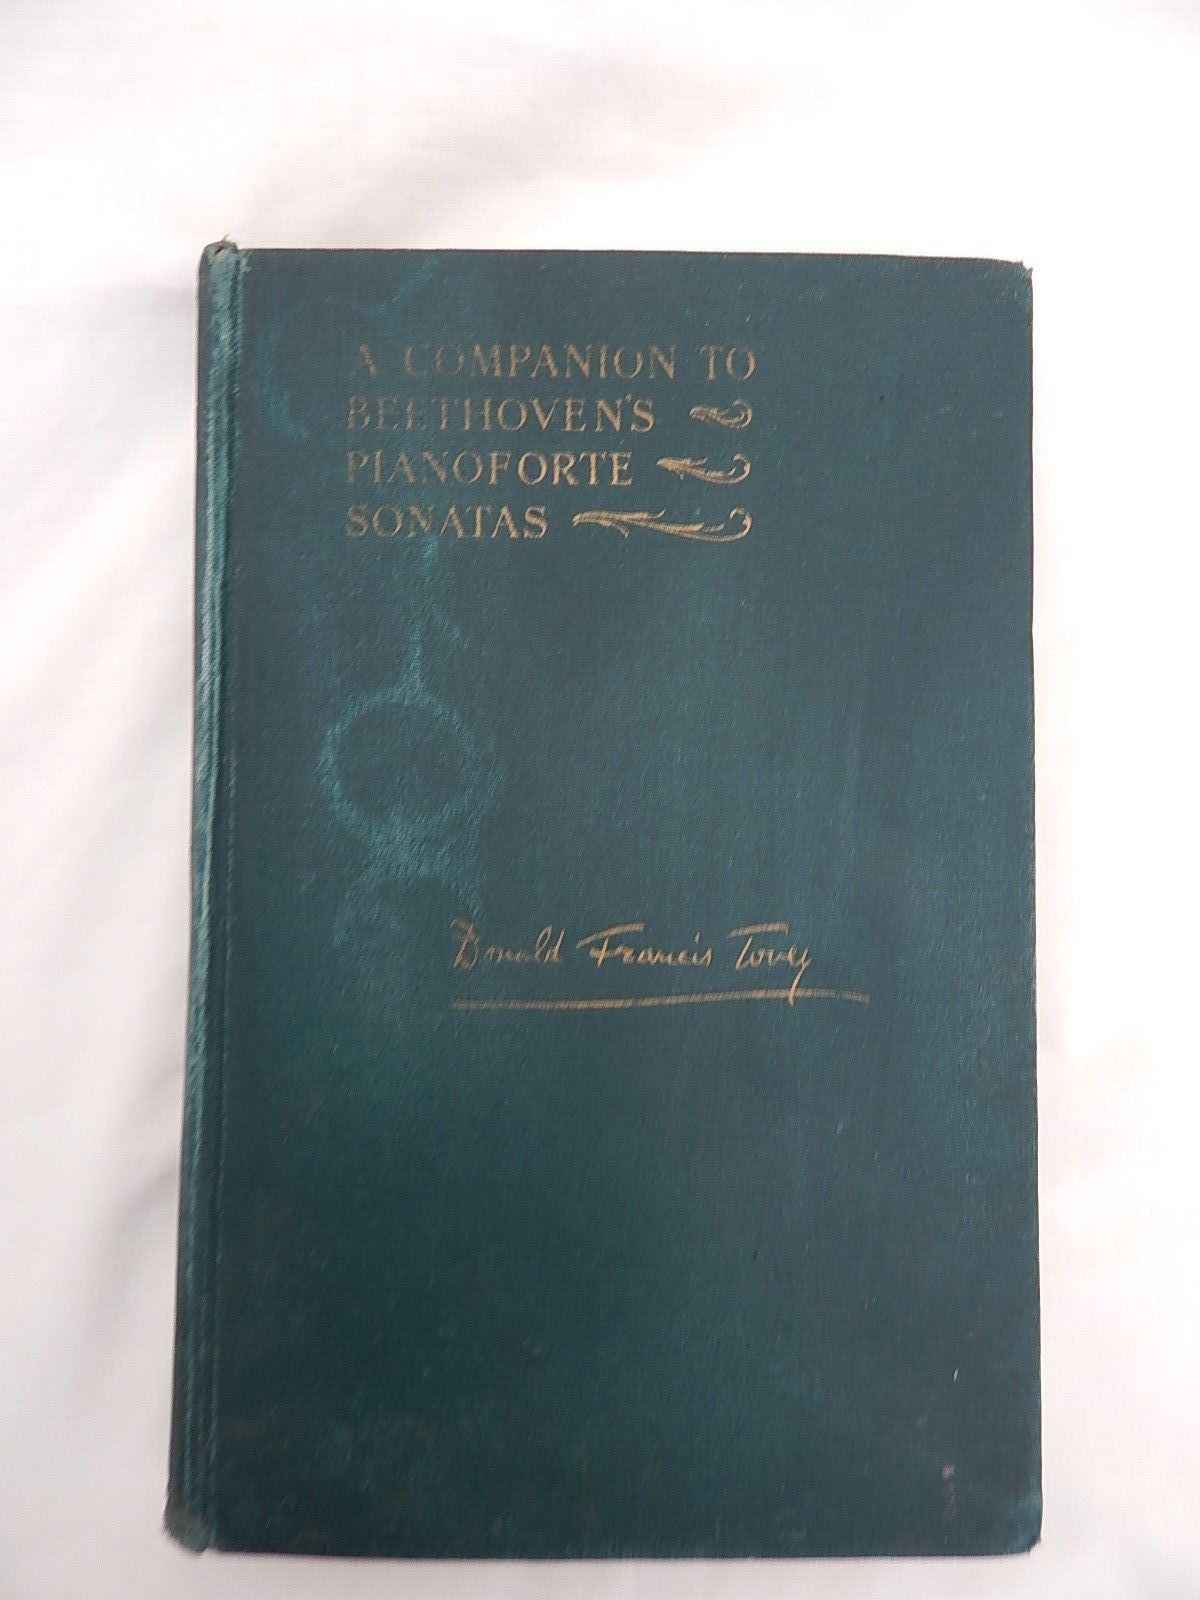 A COMPANION TO
BEETHOVEN'S
PIANOFORTE
SONATAS
Donald Francis Tovey